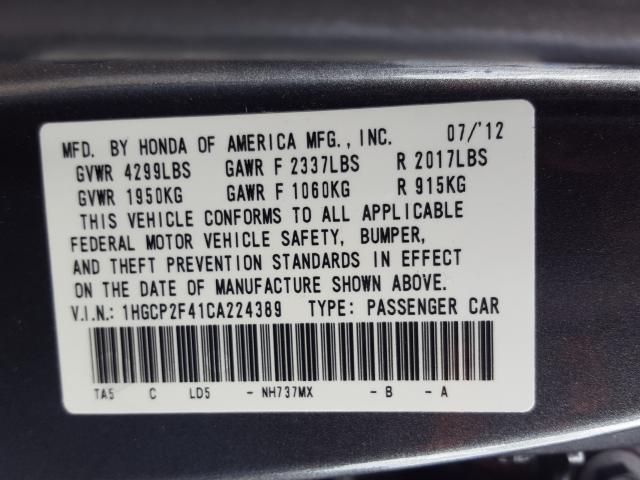 MFD. BY HONDA OF AMERICA MFG., INC. 07/'12
GVWR 4299LBS GAWR F 2337LBS R 2017LBS
GVWR 1950KG GAWR F 1060KG R 915KG
THIS VEHICLE CONFORMS TO ALL APPLICABLE
FEDERAL MOTOR VEHICLE SAFETY, BUMPER,
AND THEFT PREVENTION STANDARDS IN EFFECT
ON THE DATE OF MANUFACTURE SHOWN ABOVE.
V.I.N.: 1HGCP2F41CA224389 TYPE: PASSENGER CAR
TA5 C LD5 - NH737MX - B - A